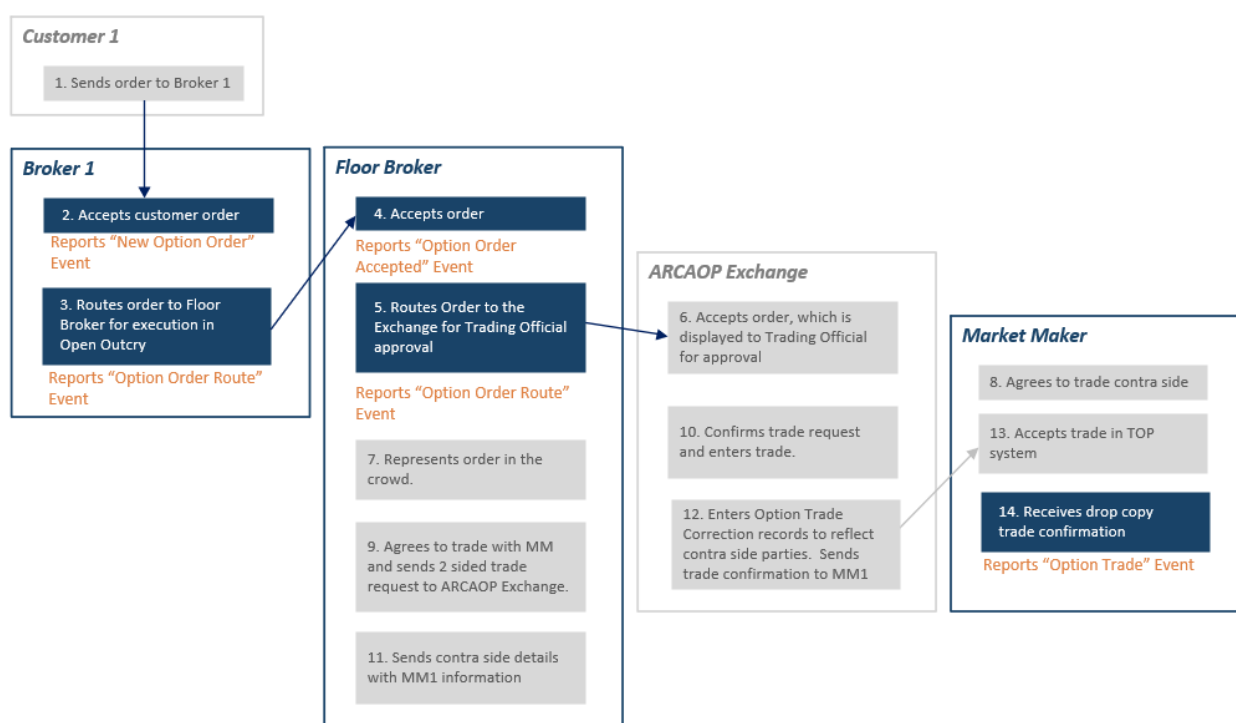 Customer 1
1. Sends order to Broker 1
Broker 1
2. Accepts customer order
Reports “New Option Order”
Event
3. Routes order to Floor
Broker for execution in
Open Outcry
Reports “Option Order Route”
Event
Floor Broker
4. Accepts order
Reports “Option Order
Accepted” Event
5. Routes Order to the
Exchange for Trading Official
approval
Reports “Option Order Route”
Event
7. Represents order in the
crowd.
9. Agrees to trade with MM
and sends 2 sided trade
request to ARCAOP Exchange.
11. Sends contra side details
with MM1 information
ARCAOP Exchange
6. Accepts order, which is
displayed to Trading Official
for approval
10. Confirms trade request
and enters trade.
12. Enters Option Trade
Correction records to reflect
contra side parties.  Sends
trade confirmation to MM1
Market Maker
8. Agrees to trade contra side
13. Accepts trade in TOP
system
14. Receives drop copy
trade confirmation
Reports “Option Trade” Event